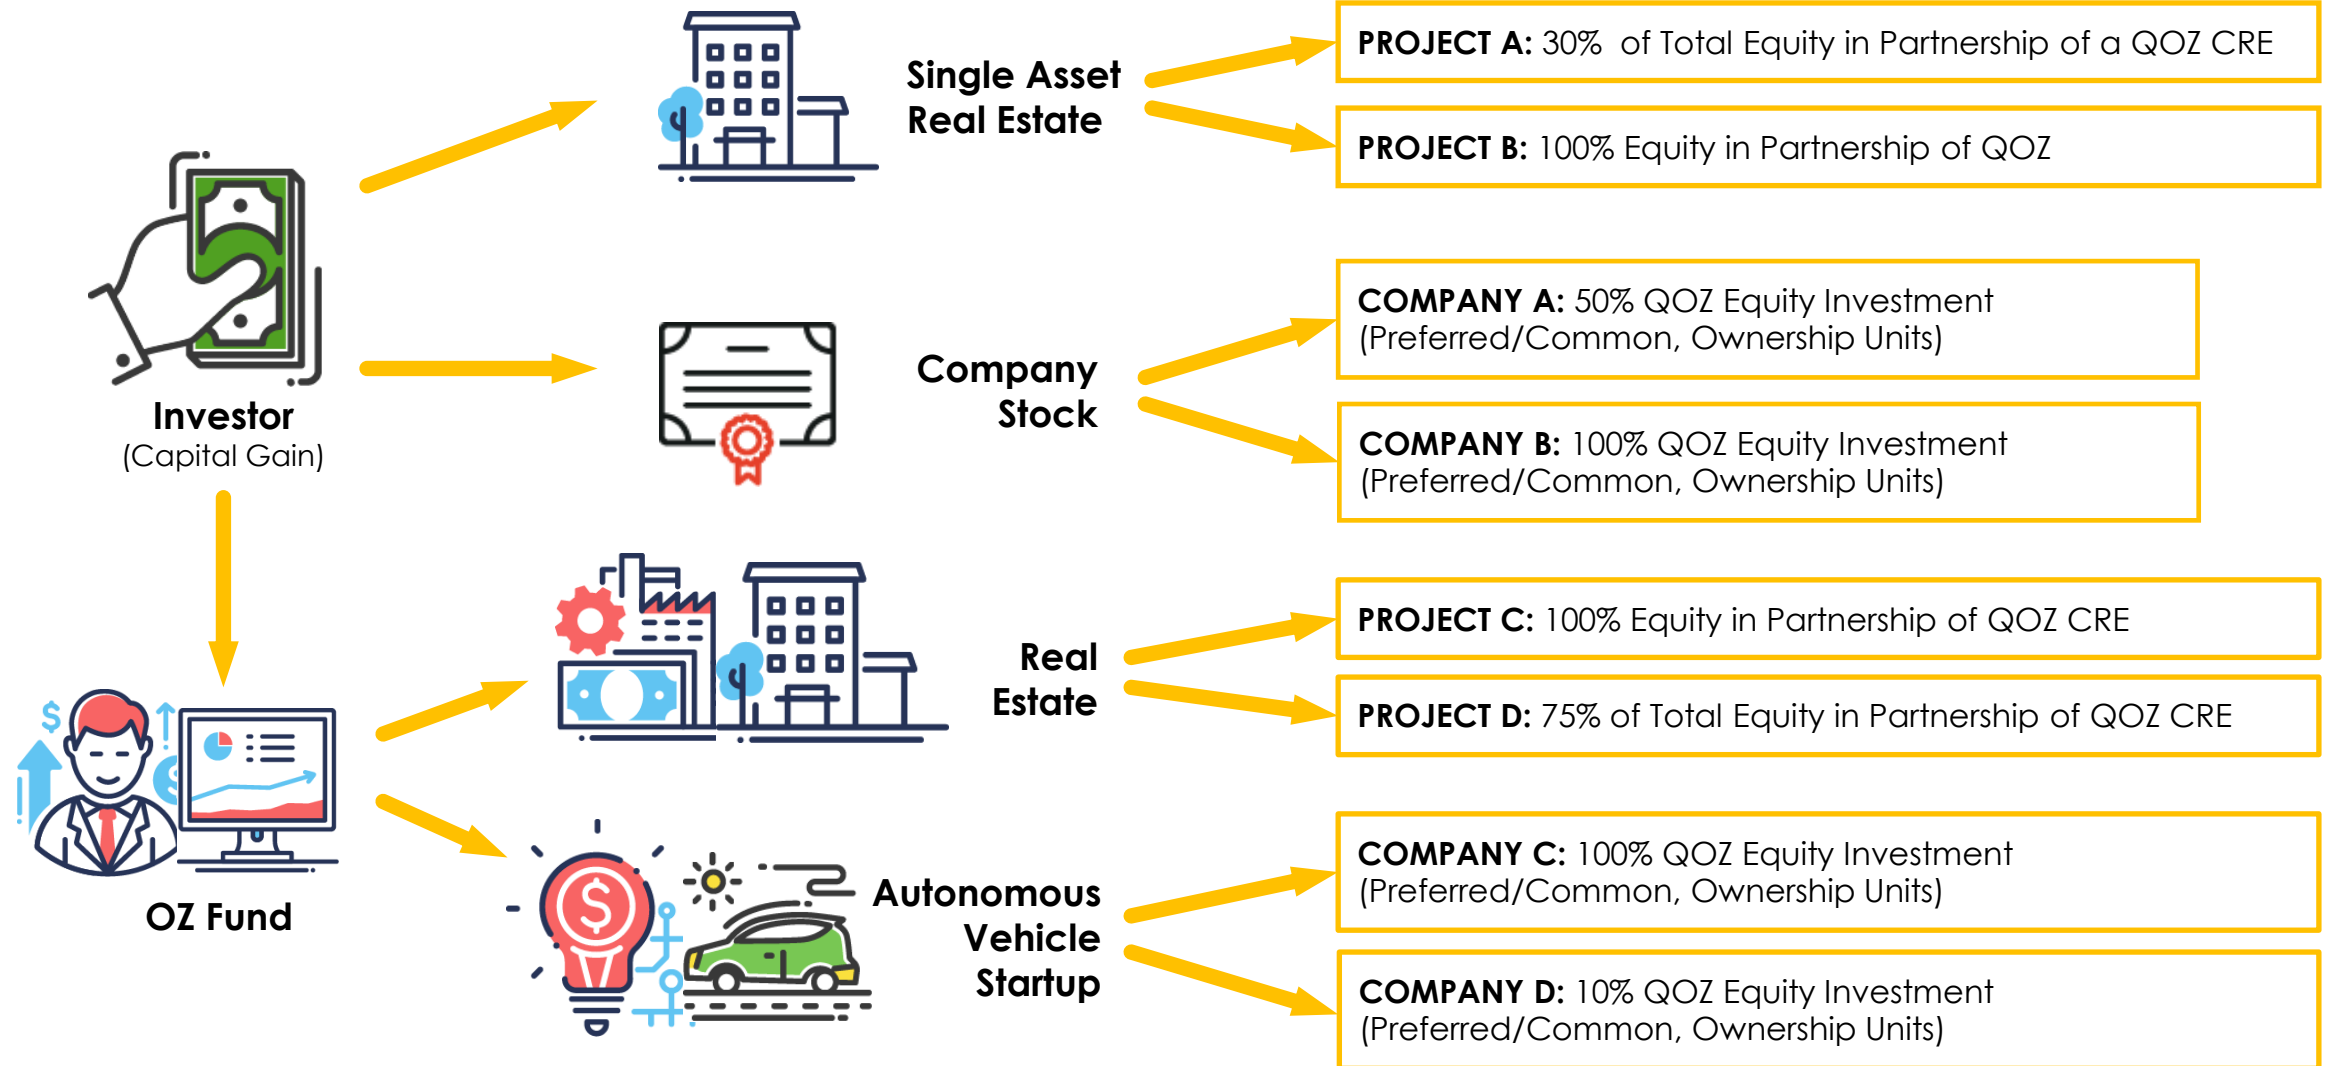 Single Asset
Real Estate
PROJECT A: 30% of Total Equity in Partnership of a QOZ CRE
PROJECT B: 100% Equity in Partnership of QOZ
Investor
(Capital Gain)
Company
Stock
COMPANY A: 50% QOZ Equity Investment
(Preferred/Common, Ownership Units)
COMPANY B: 100% QOZ Equity Investment
(Preferred/Common, Ownership Units)
OZ Fund
Real
Estate
PROJECT C: 100% Equity in Partnership of QOZ CRE
PROJECT D: 75% of Total Equity in Partnership of QOZ CRE
Autonomous
Vehicle
Startup
COMPANY C: 100% QOZ Equity Investment
(Preferred/Common, Ownership Units)
COMPANY D: 10% QOZ Equity Investment
(Preferred/Common, Ownership Units)